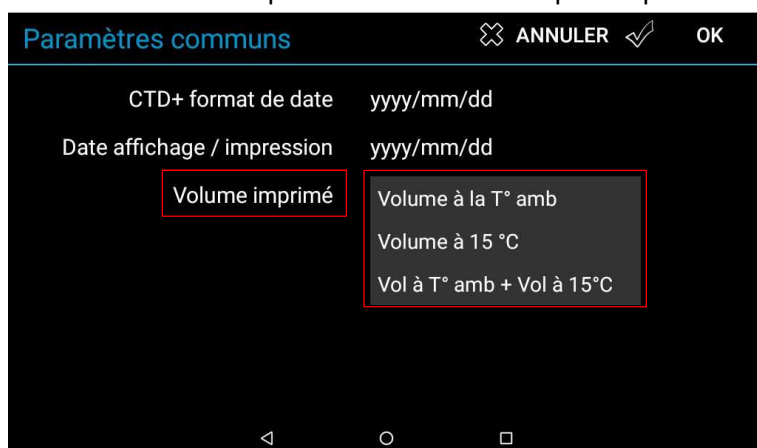 Paramètres communs ANNULER OK
CTD+ format de date yyyy/mm/dd
Date affichage / impression yyyy/mm/dd
Volume imprimé Volume à la T° amb
Volume à 15 °C
Vol à T° amb + Vol à 15°C